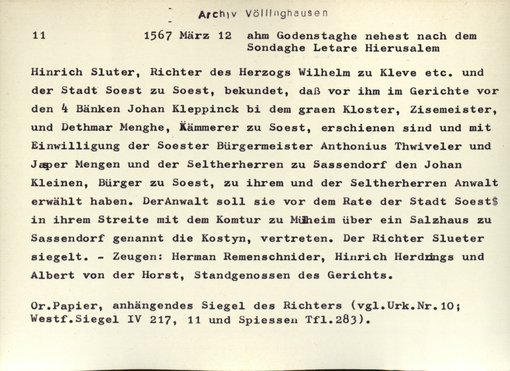 Archiv Völlinghausen
11 1567 März 12 ahm Godenstaghe nehest nach dem
Sondaghe Letare Hierusalem
Hinrich Sluter, Richter des Herzogs Wilhelm zu Kleve etc. und
der Stadt Soest zu Soest, bekundet, daß vor ihm im Gerichte vor
den 4 Bänken Johan Kleppinck bi dem graen Kloster, Zisemeister,
und Dethmar Menghe, Kämmerer zu Soest, erschienen sind und mit
Einwilligung der Soester Bürgermeister Anthonius Thwiveler und
Jasper Mengen und der Seltherherren zu Sassendorf den Johan
Kleinen, Bürger zu Soest, zu ihrem und der Seltherherren Anwalt
erwählt haben. DerAnwalt soll sie vor dem Rate der Stadt Soest
in ihrem Streite mit dem Komtur zu Mülheim über ein Salzhaus zu
Sassendorf genannt die Kostyn, vertreten. Der Richter Slueter
siegelt. - Zeugen: Herman Remenschnider, Hinrich Herdrings und
Albert von der Horst, Standgenossen des Gerichts.
Or.Papier, anhängendes Siegel des Richters (vgl.Urk.Nr.10;
Westf.Siegel IV 217, 11 und Spiessen Tfl.283).